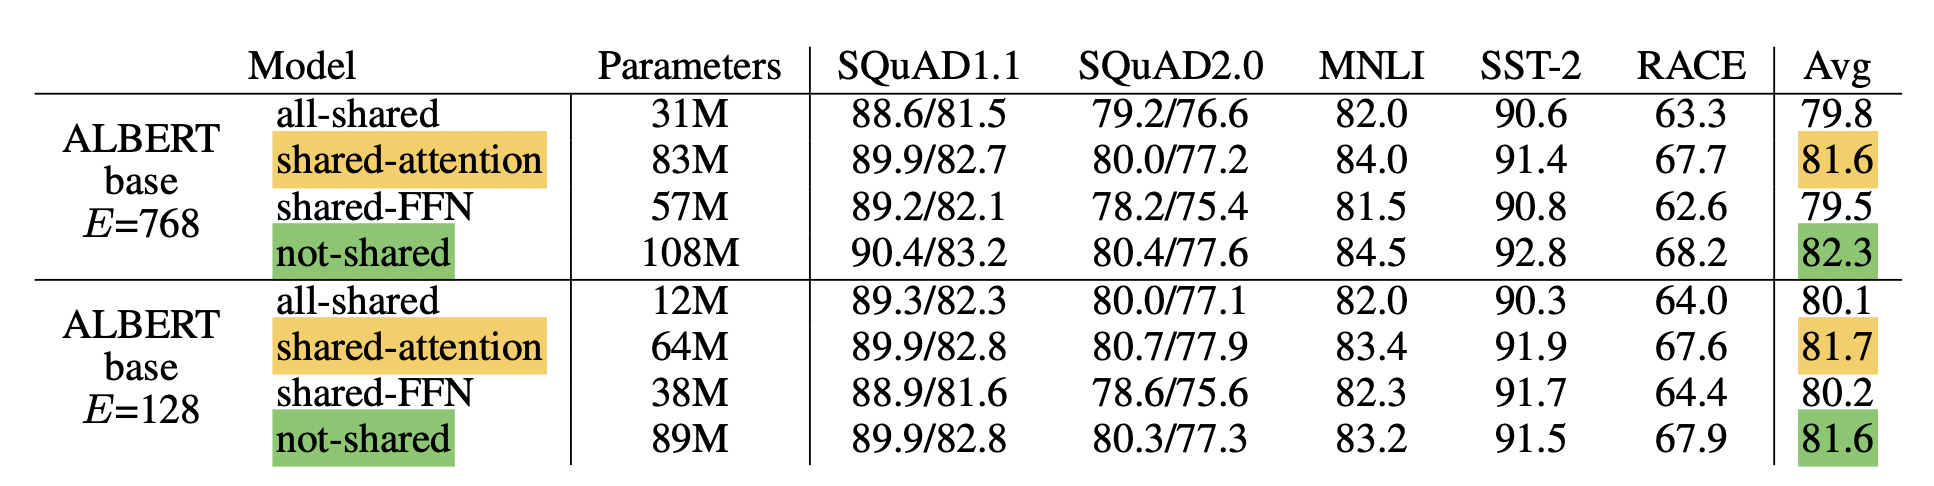 Model Parameters SQuAD1.1 SQuAD2.0 MNLI SST-2 RACE Avg
ALBERT base E=768
all-shared 31M 88.6/81.5 79.2/76.6 82.0 90.6 63.3 79.8
shared-attention 83M 89.9/82.7 80.0/77.2 84.0 91.4 67.7 81.6
shared-FFN 57M 89.2/82.1 78.2/75.4 81.5 90.8 62.6 79.5
not-shared 108M 90.4/83.2 80.4/77.6 84.5 92.8 68.2 82.3
ALBERT base E=128
all-shared 12M 89.3/82.3 80.0/77.1 82.0 90.3 64.0 80.1
shared-attention 64M 89.9/82.8 80.7/77.9 83.4 91.9 67.6 81.7
shared-FFN 38M 88.9/81.6 78.6/75.6 82.3 91.7 64.4 80.2
not-shared 89M 89.9/82.8 80.3/77.3 83.2 91.5 67.9 81.6